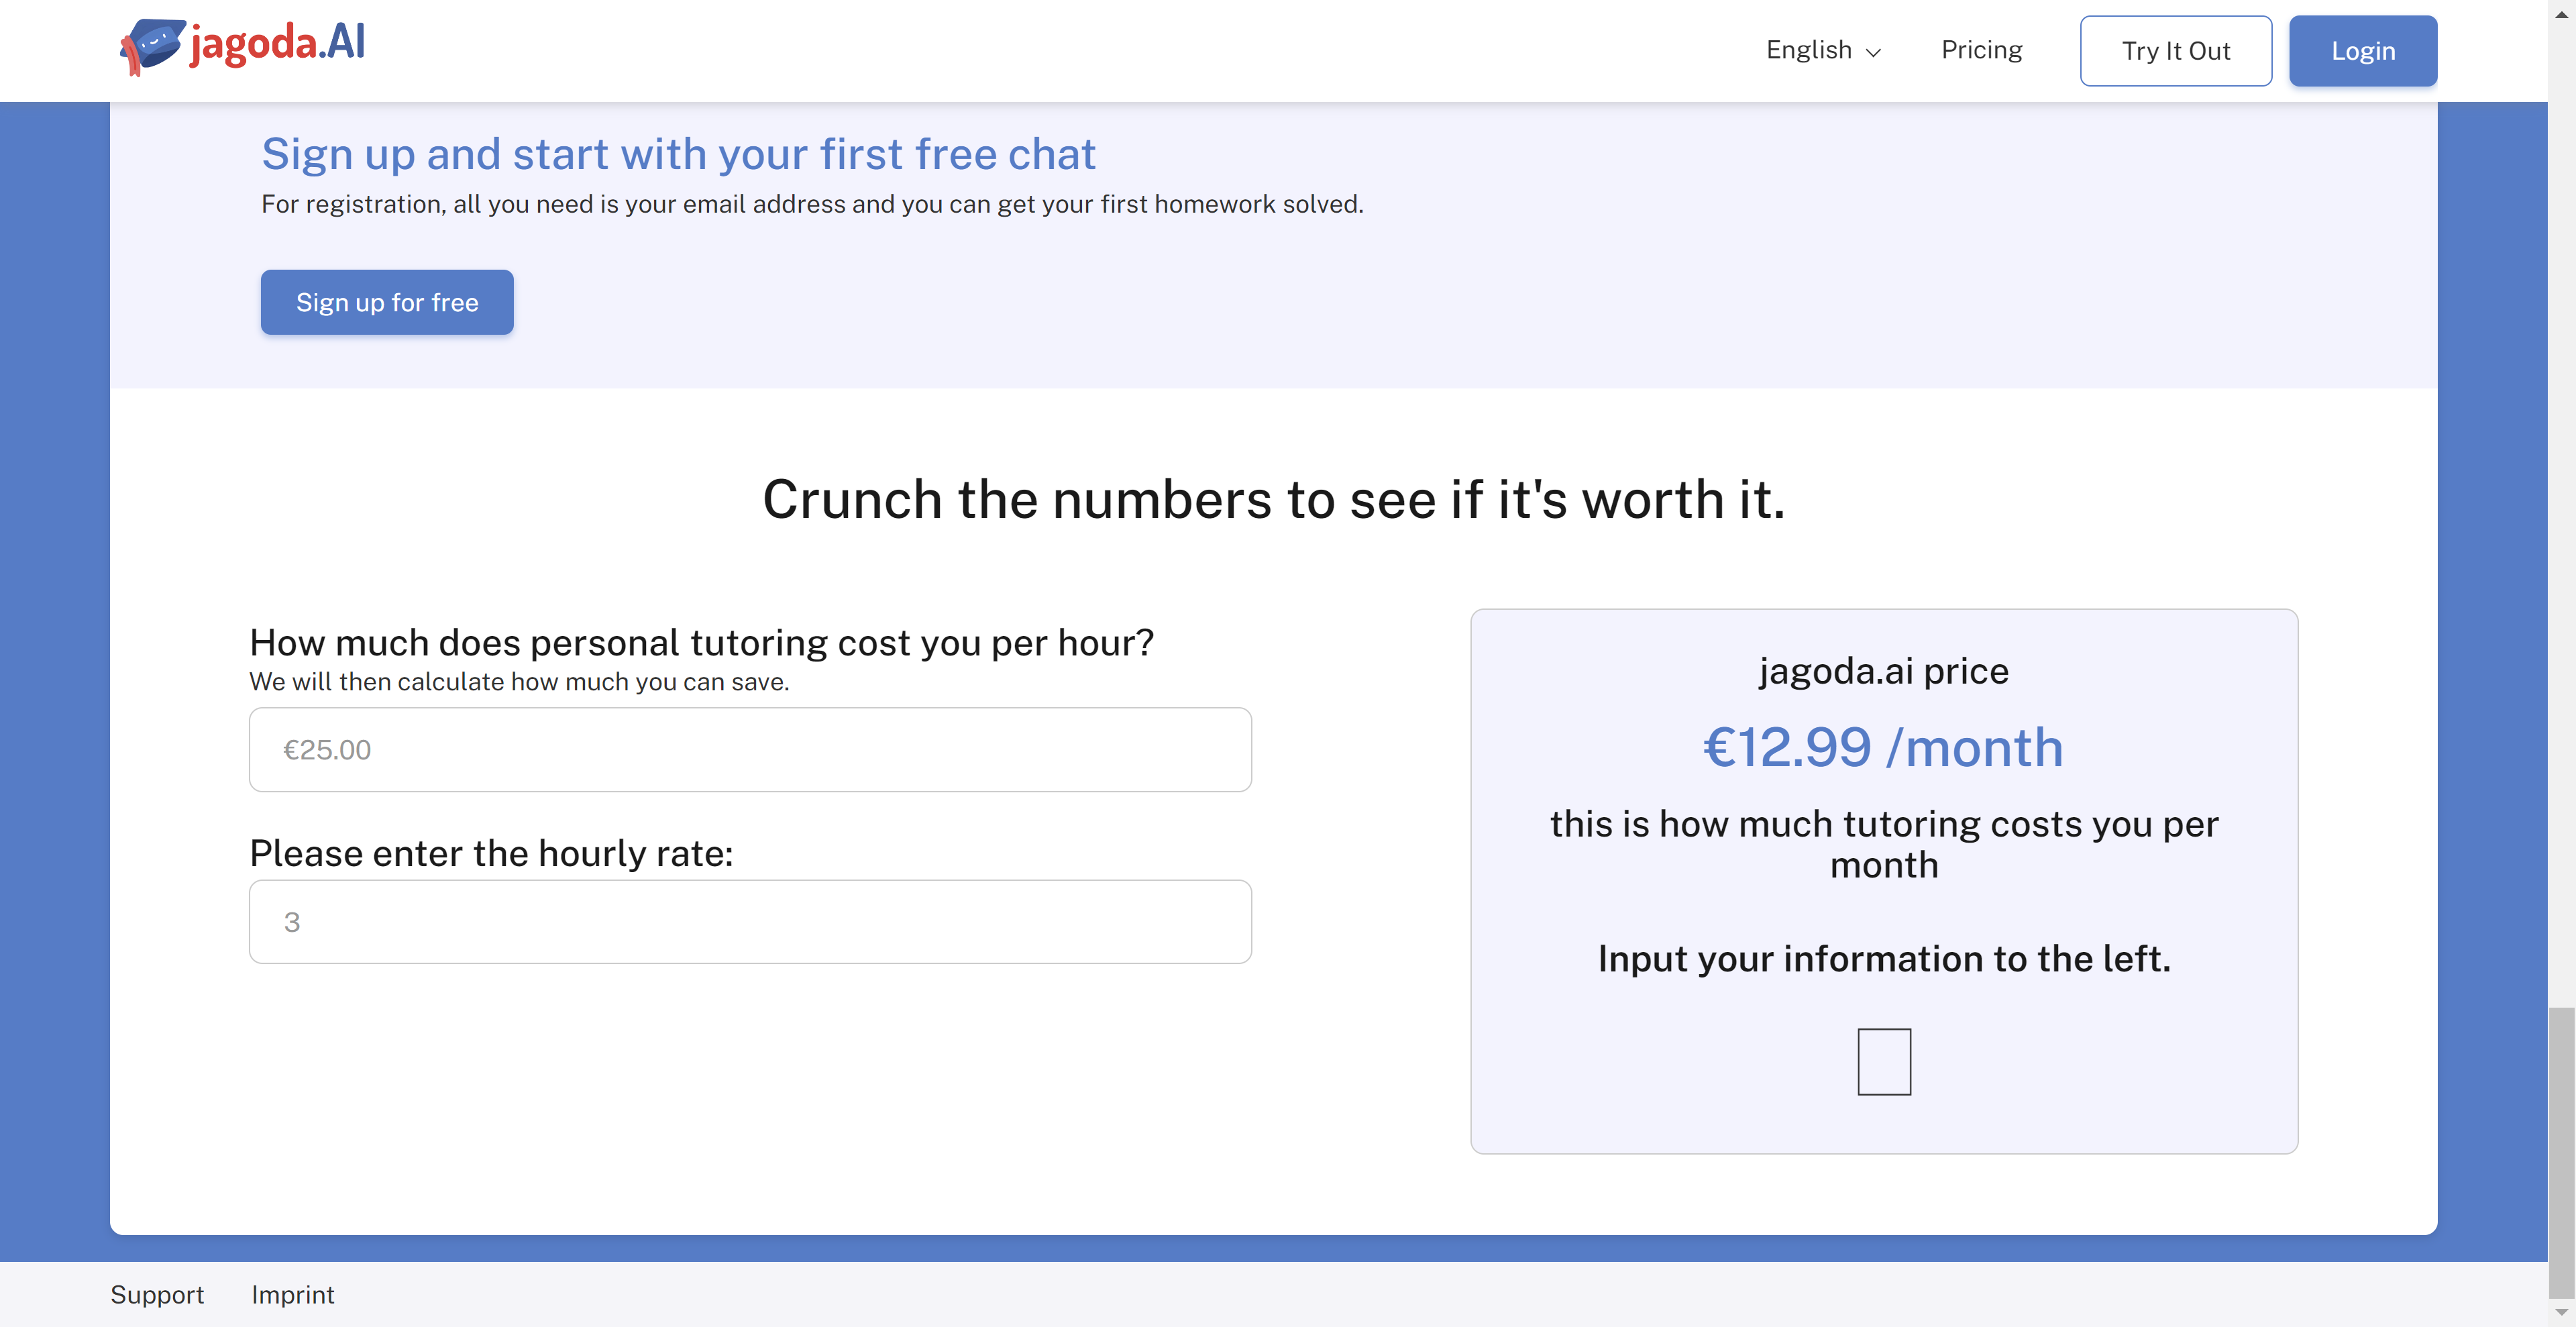 jagoda.AI
English
Pricing
Try It Out
Login
Sign up and start with your first free chat
For registration, all you need is your email address and you can get your first homework solved.
Sign up for free
Crunch the numbers to see if it's worth it.
How much does personal tutoring cost you per hour?
We will then calculate how much you can save.
€25.00
Please enter the hourly rate:
3
jagoda.ai price
€12.99 /month
this is how much tutoring costs you per
month
Input your information to the left.
Support
Imprint